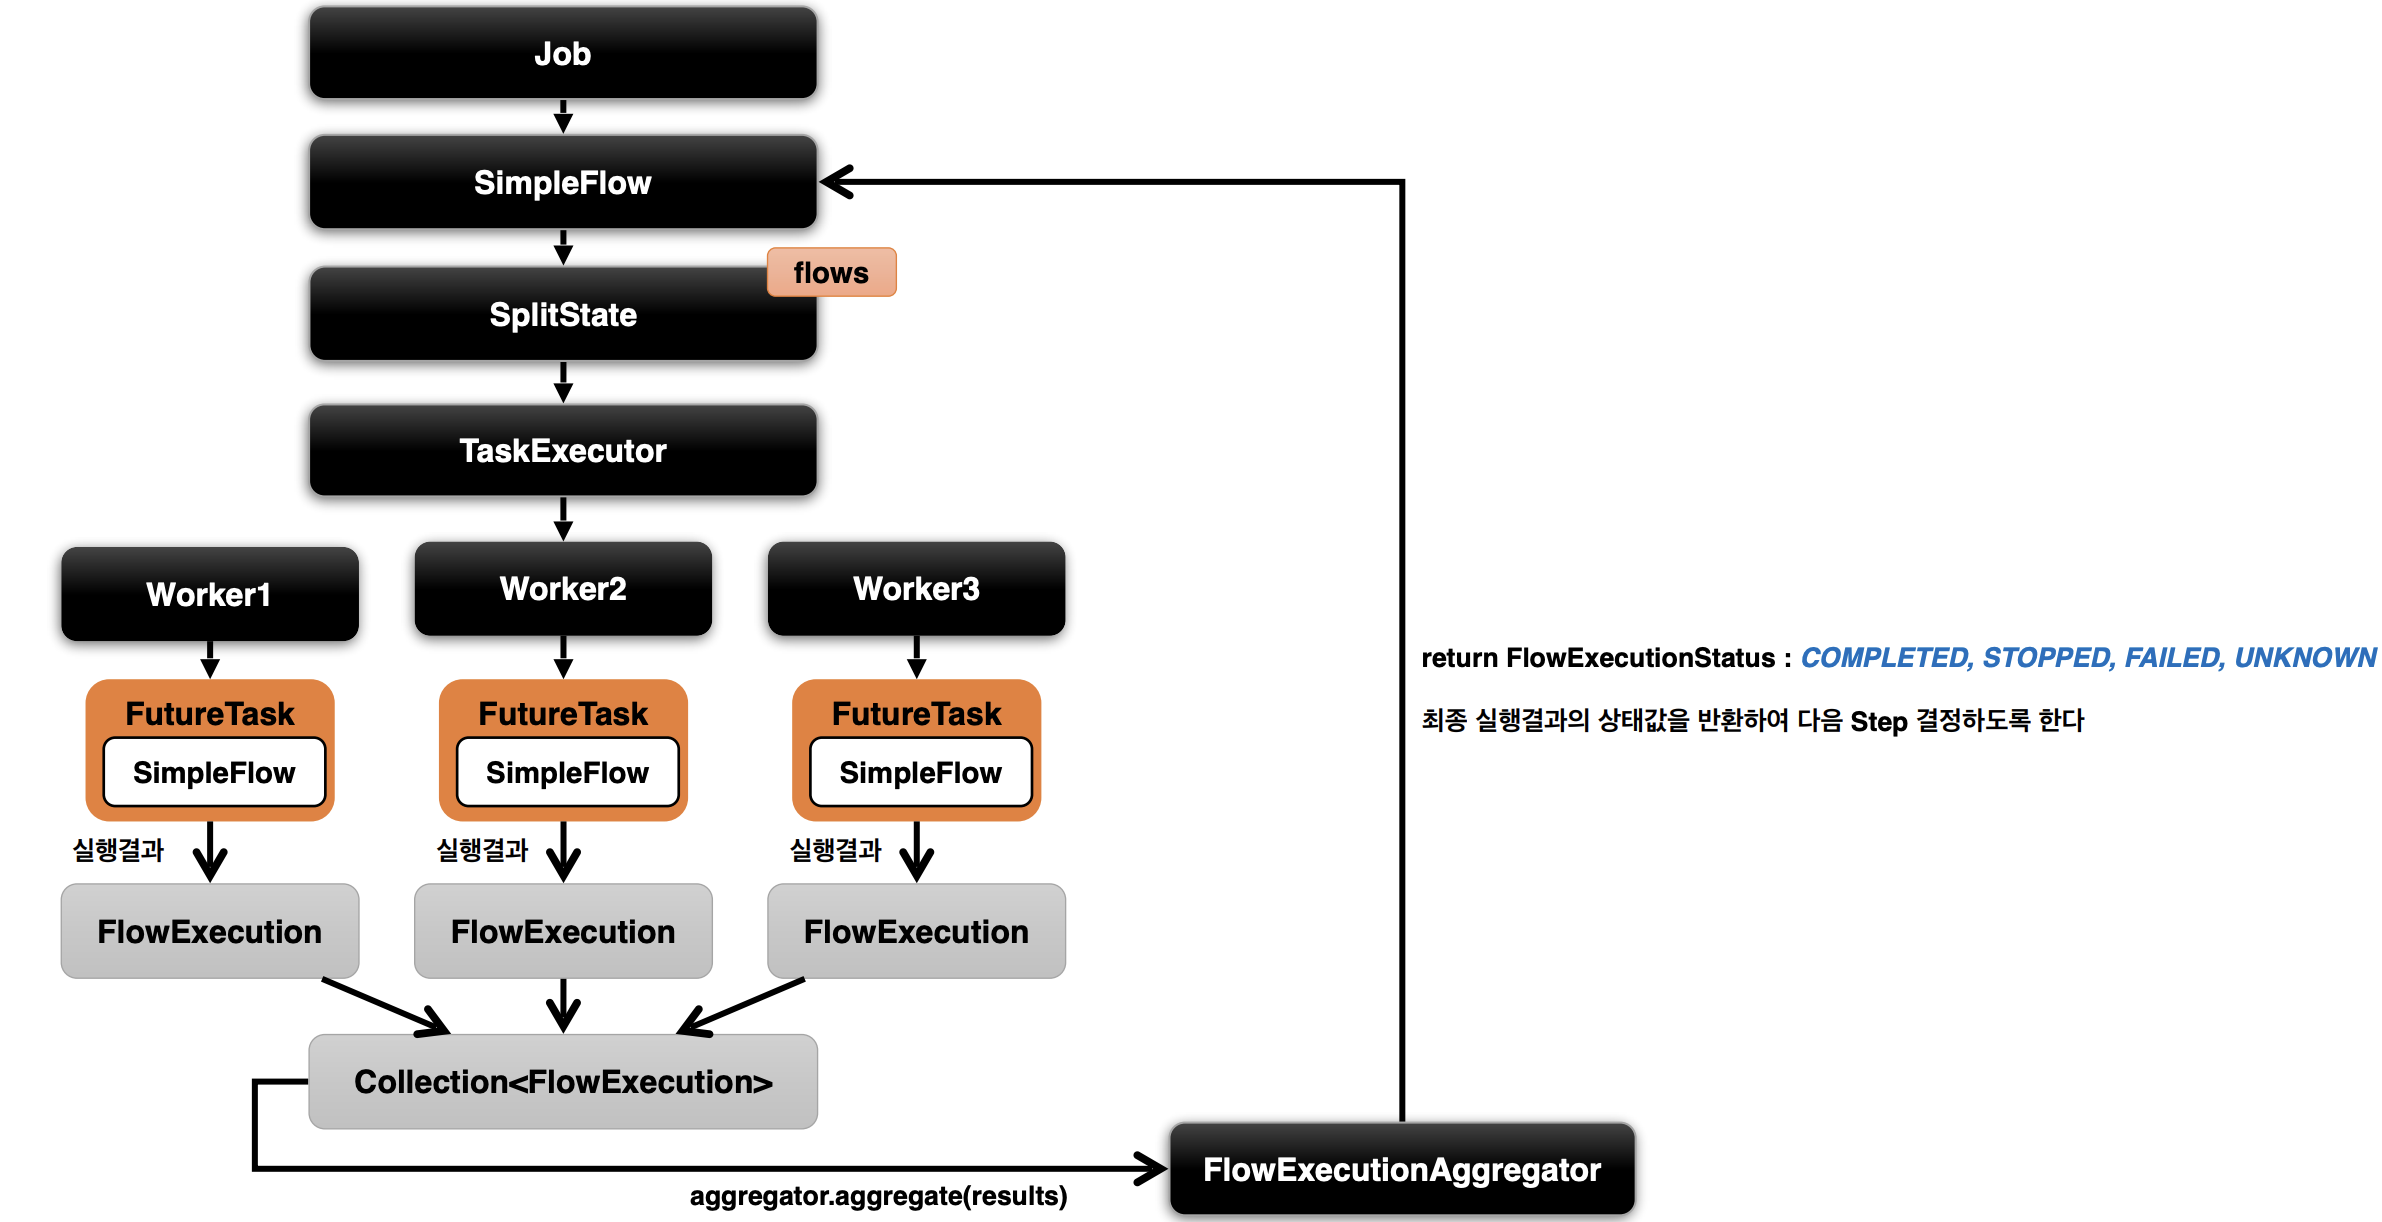 Job
SimpleFlow
flows
SplitState
TaskExecutor
Worker1
Worker2
Worker3
FutureTask
SimpleFlow
FutureTask
SimpleFlow
FutureTask
SimpleFlow
실행결과
실행결과
실행결과
FlowExecution
FlowExecution
FlowExecution
Collection<FlowExecution>
aggregator.aggregate(results)
FlowExecutionAggregator
return FlowExecutionStatus : COMPLETED, STOPPED, FAILED, UNKNOWN
최종 실행결과의 상태값을 반환하여 다음 Step 결정하도록 한다